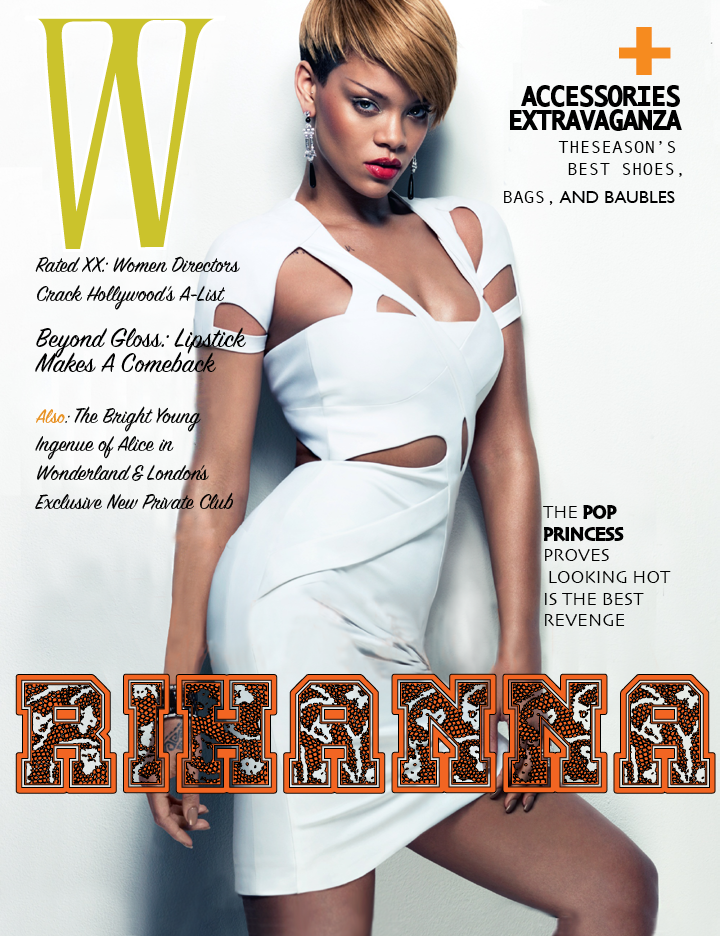 W
+
ACCESSORIES
EXTRAVAGANZA
THESEASON'S
BEST SHOES,
BAGS, AND BAUBLES
Rated XX: Women Directors
Crack Hollywood's A-List
Beyond Gloss: Lipstick
Makes A Comeback
Also: The Bright Young
Ingenue of Alice in
Wonderland & London's
Exclusive New Private Club
THE POP
PRINCESS
PROVES
LOOKING HOT
IS THE BEST
REVENGE
RIHANNA